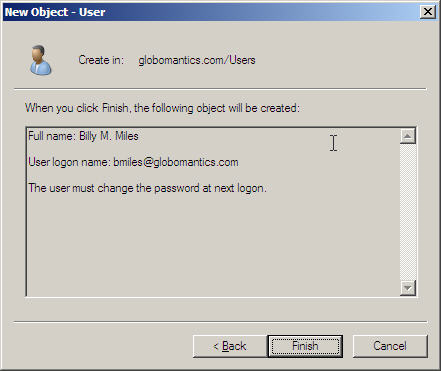 New Object - User
Create in: globomantics.com/Users
When you click Finish, the following object will be created:
Full name: Billy M. Miles
User logon name: bmiles@globomantics.com
The user must change the password at next logon.
< Back Finish Cancel